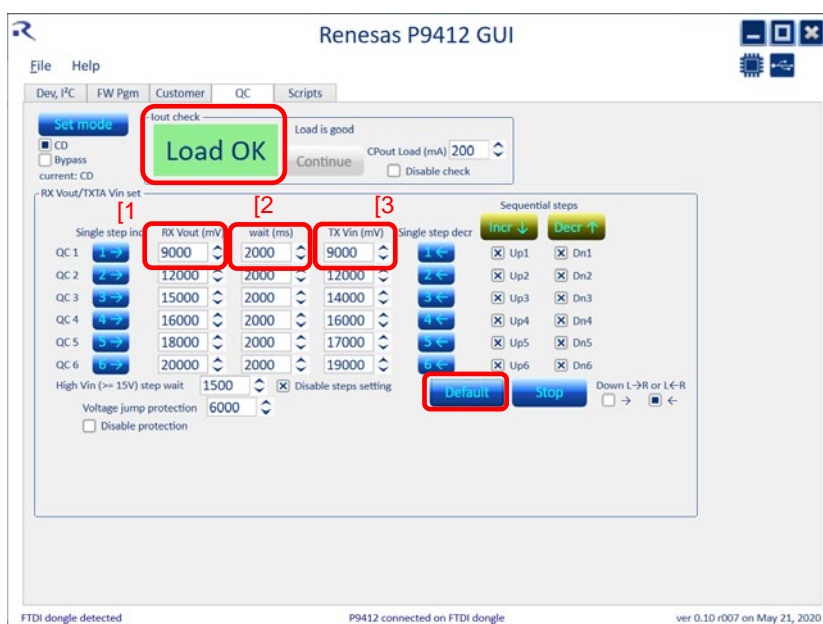 Renesas P9412 GUI
File Help
Dev, I²C FW Pgm Customer QC Scripts
Set mode
CD
Bypass
current: CD
Iout check
Load OK
Load is good
Continue
CPout Load (mA) 200
Disable check
RX Vout/TXTA Vin set
Sequential steps
[1 [2 [3
Single step inc RX Vout (mV) wait (ms) TX Vin (mV) Single step decr Incr ↓ Decr ↑
QC 1 1 → 9000 2000 9000 1 ← Up1 Dn1
QC 2 2 → 12000 2000 12000 2 ← Up2 Dn2
QC 3 3 → 15000 2000 14000 3 ← Up3 Dn3
QC 4 4 → 16000 2000 16000 4 ← Up4 Dn4
QC 5 5 → 18000 2000 17000 5 ← Up5 Dn5
QC 6 6 → 20000 2000 19000 6 ← Up6 Dn6
High Vin (>= 15V) step wait 1500 Disable steps setting Default Stop Down L→R or L←R
→ ←
Voltage jump protection 6000
Disable protection
FTDI dongle detected P9412 connected on FTDI dongle ver 0.10 r007 on May 21, 2020